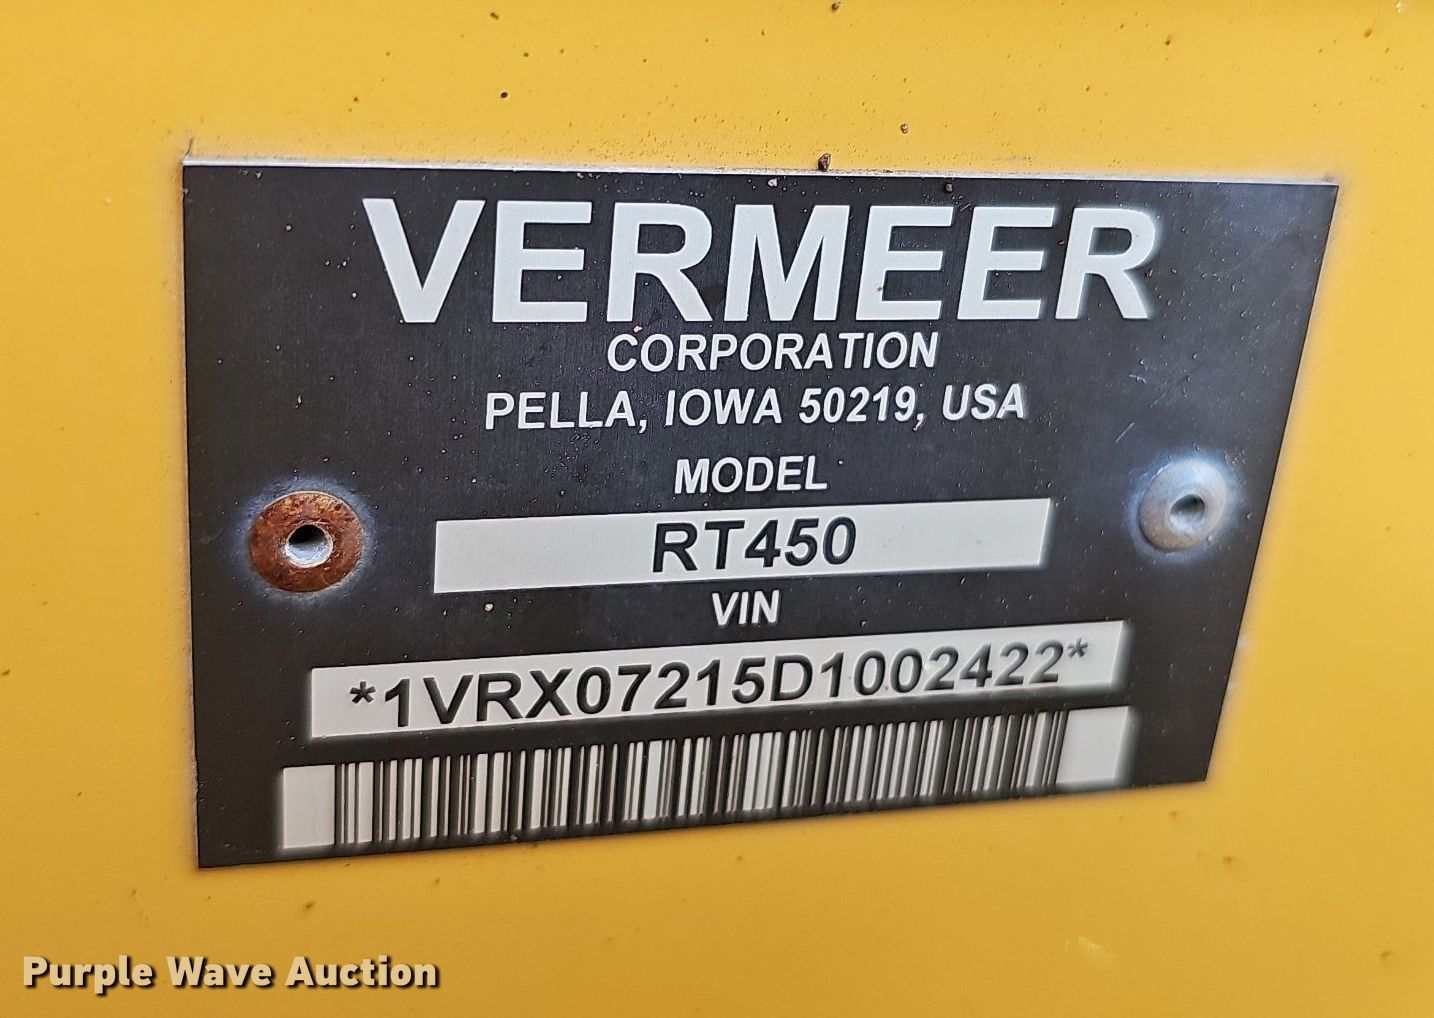 VERMEER
CORPORATION
PELLA, IOWA 50219, USA
MODEL
RT450
VIN
*1VRX07215D1002422*
Purple Wave Auction